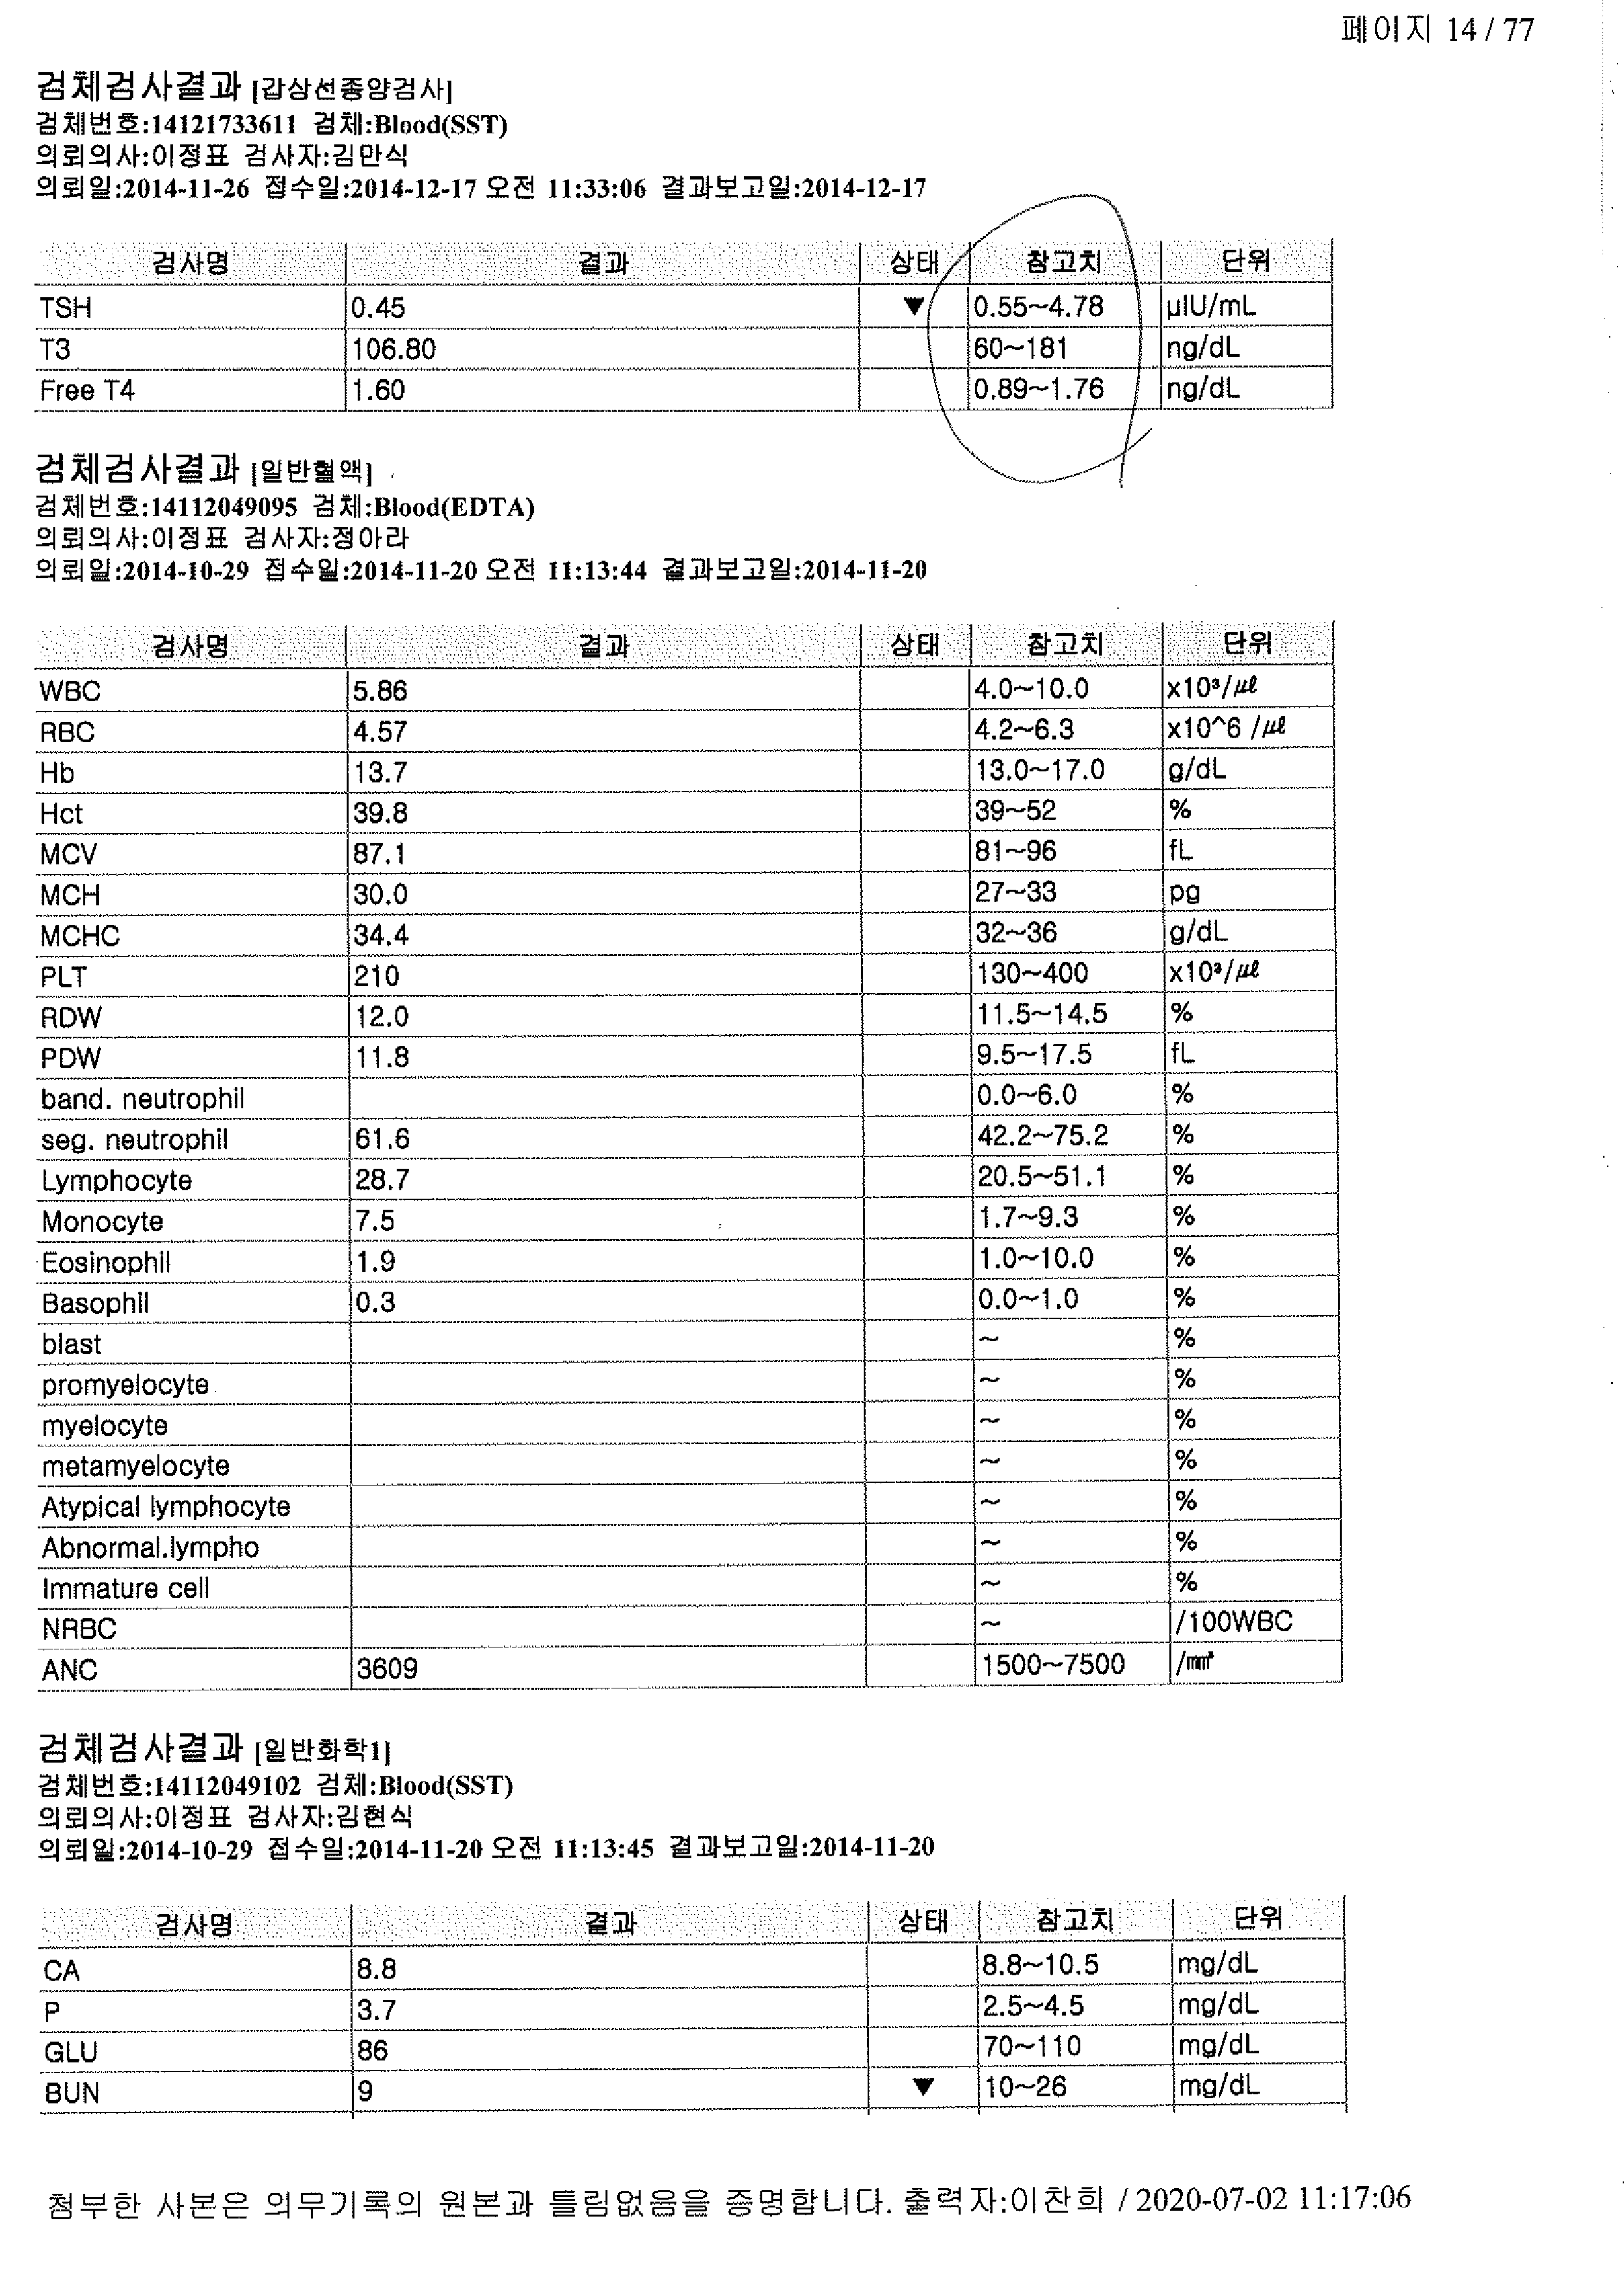 페이지 14 / 77
검체검사결과 [갑상선종양검사]
검체번호:14121733611 검체:Blood(SST)
의뢰의사:이정표 검사자:김만식
의뢰일:2014-11-26 접수일:2014-12-17 오전 11:33:06 결과보고일:2014-12-17
검사명 결과 상태 참고치 단위
TSH 0.45 ▼ 0.55~4.78 μIU/mL
T3 106.80 60~181 ng/dL
Free T4 1.60 0.89~1.76 ng/dL
검체검사결과 [일반혈액]
검체번호:14112049095 검체:Blood(EDTA)
의뢰의사:이정표 검사자:정아라
의뢰일:2014-10-29 접수일:2014-11-20 오전 11:13:44 결과보고일:2014-11-20
검사명 결과 상태 참고치 단위
WBC 5.86 4.0~10.0 x10³/㎕
RBC 4.57 4.2~6.3 x10^6 /㎕
Hb 13.7 13.0~17.0 g/dL
Hct 39.8 39~52 %
MCV 87.1 81~96 fL
MCH 30.0 27~33 pg
MCHC 34.4 32~36 g/dL
PLT 210 130~400 x10³/㎕
RDW 12.0 11.5~14.5 %
PDW 11.8 9.5~17.5 fL
band. neutrophil 0.0~6.0 %
seg. neutrophil 61.6 42.2~75.2 %
Lymphocyte 28.7 20.5~51.1 %
Monocyte 7.5 1.7~9.3 %
Eosinophil 1.9 1.0~10.0 %
Basophil 0.3 0.0~1.0 %
blast ~ %
promyelocyte ~ %
myelocyte ~ %
metamyelocyte ~ %
Atypical lymphocyte ~ %
Abnormal.lympho ~ %
Immature cell ~ %
NRBC ~ /100WBC
ANC 3609 1500~7500 /㎣
검체검사결과 [일반화학1]
검체번호:14112049102 검체:Blood(SST)
의뢰의사:이정표 검사자:김현식
의뢰일:2014-10-29 접수일:2014-11-20 오전 11:13:45 결과보고일:2014-11-20
검사명 결과 상태 참고치 단위
CA 8.8 8.8~10.5 mg/dL
P 3.7 2.5~4.5 mg/dL
GLU 86 70~110 mg/dL
BUN 9 ▼ 10~26 mg/dL
첨부한 사본은 의무기록의 원본과 틀림없음을 증명합니다. 출력자:이찬희 / 2020-07-02 11:17:06